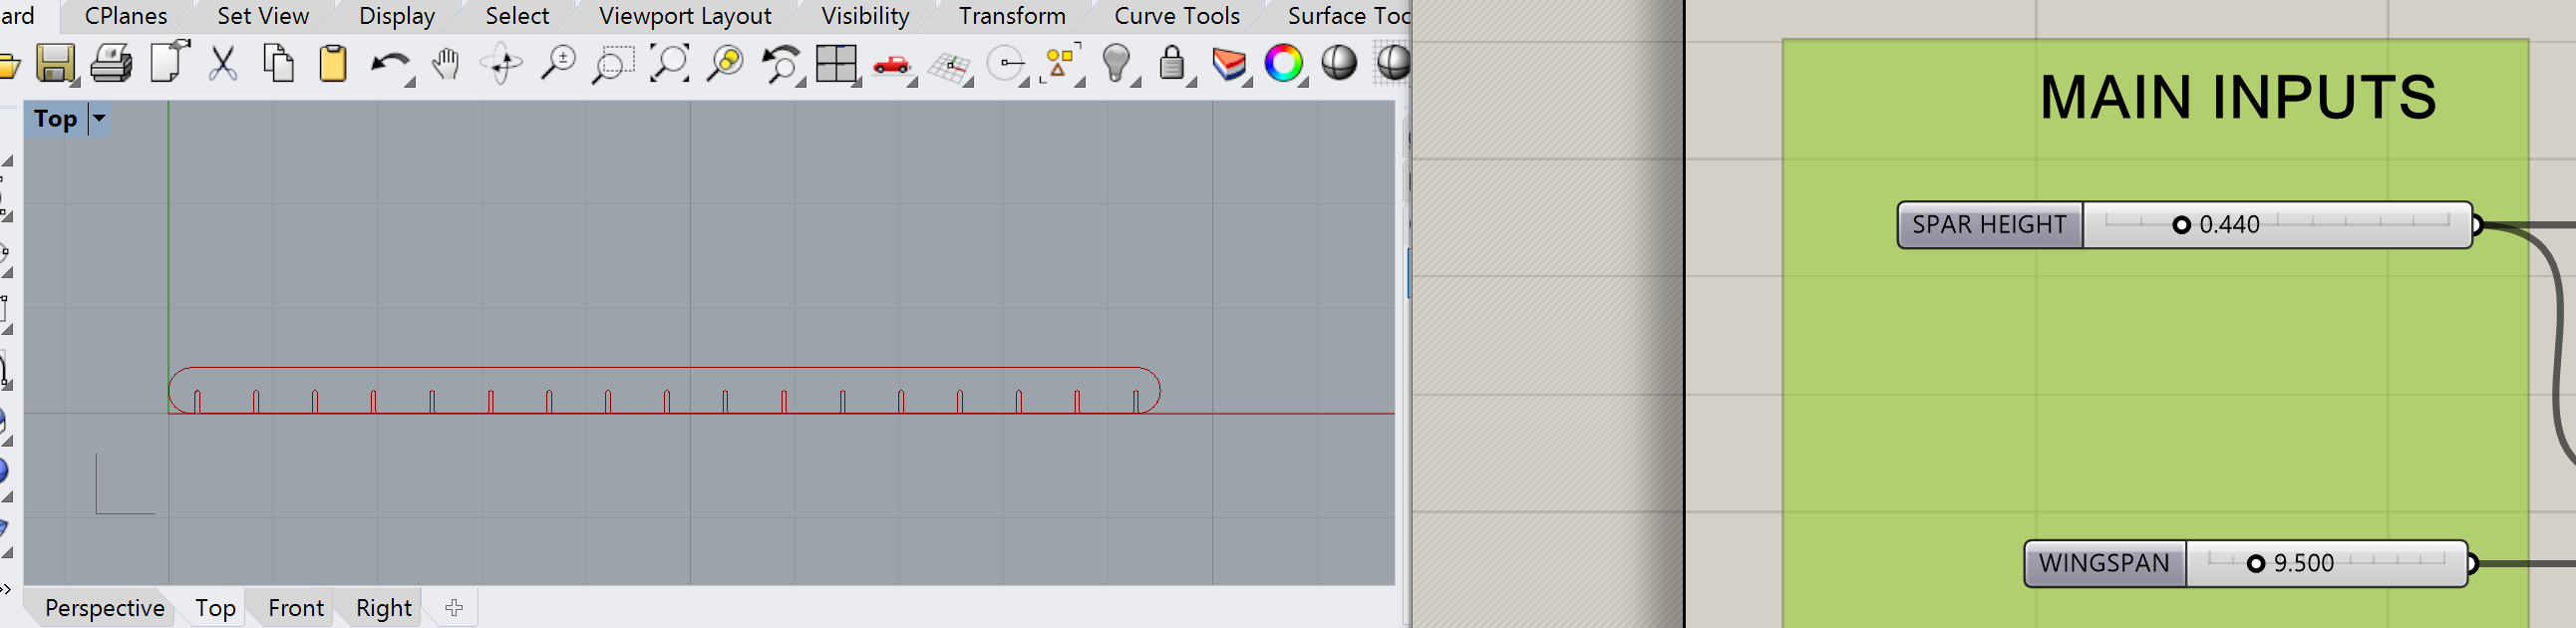 ard CPlanes Set View Display Select Viewport Layout Visibility Transform Curve Tools Surface Too
Top
Perspective Top Front Right
MAIN INPUTS
SPAR HEIGHT 0.440
WINGSPAN 9.500